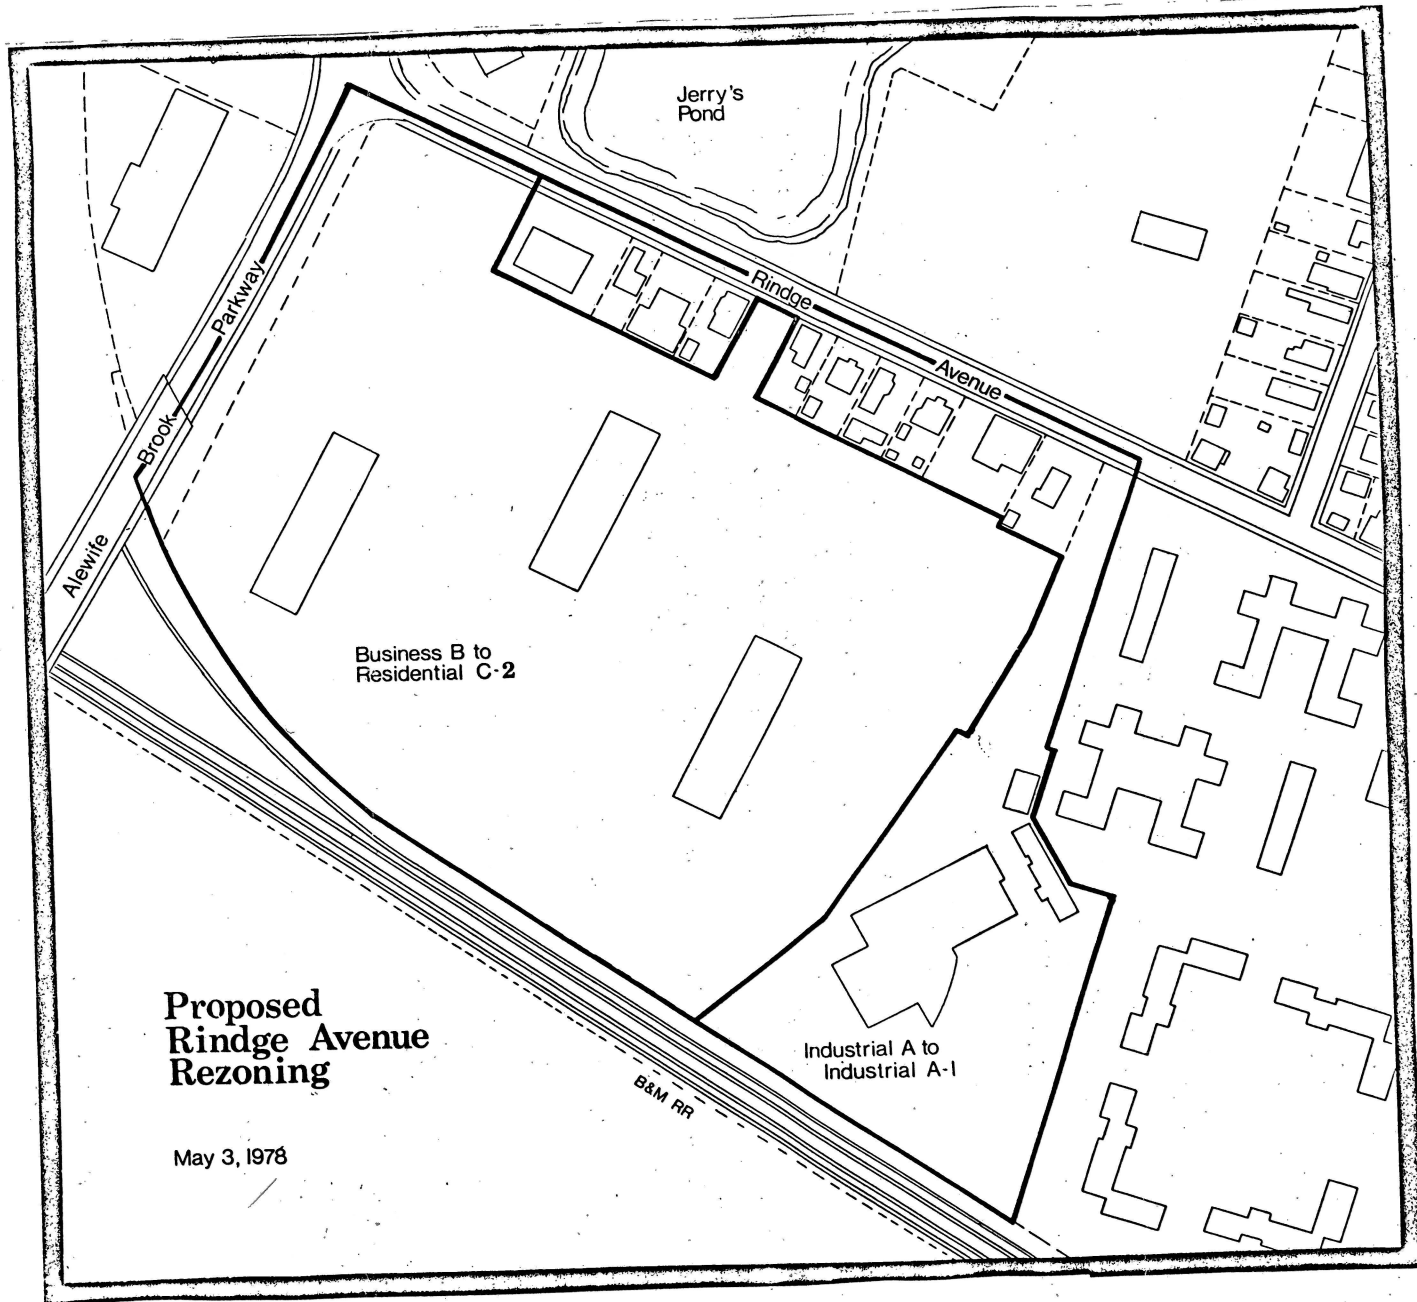 Jerry's
Pond
Rindge
Avenue
Parkway
Brook
Alewife
Business B to
Residential C-2
Proposed
Rindge Avenue
Rezoning
May 3, 1978
Industrial A to
Industrial A-1
B&M RR